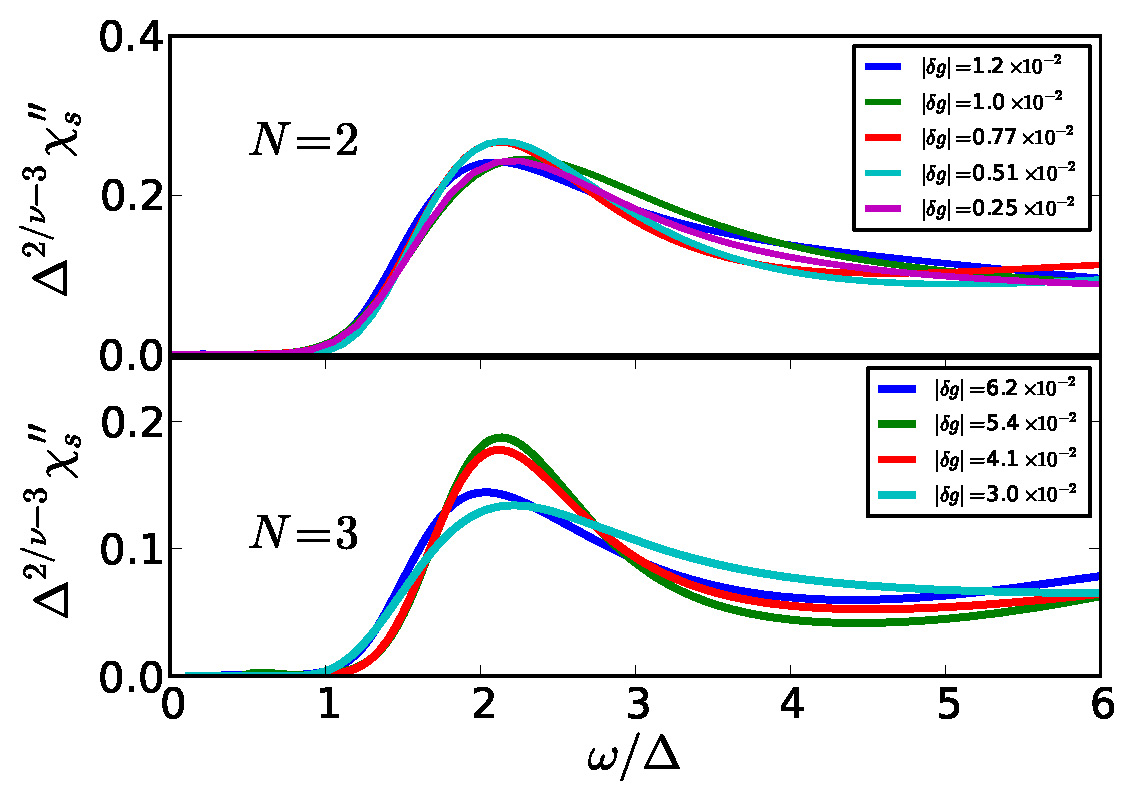 0.4
0.2
0.0
Δ^{2/ν−3} χ''_s
N=2
|δg|=1.2 ×10⁻²
|δg|=1.0 ×10⁻²
|δg|=0.77 ×10⁻²
|δg|=0.51 ×10⁻²
|δg|=0.25 ×10⁻²
0.2
0.1
0.0
Δ^{2/ν−3} χ''_s
N=3
|δg|=6.2 ×10⁻²
|δg|=5.4 ×10⁻²
|δg|=4.1 ×10⁻²
|δg|=3.0 ×10⁻²
0 1 2 3 4 5 6
ω/Δ